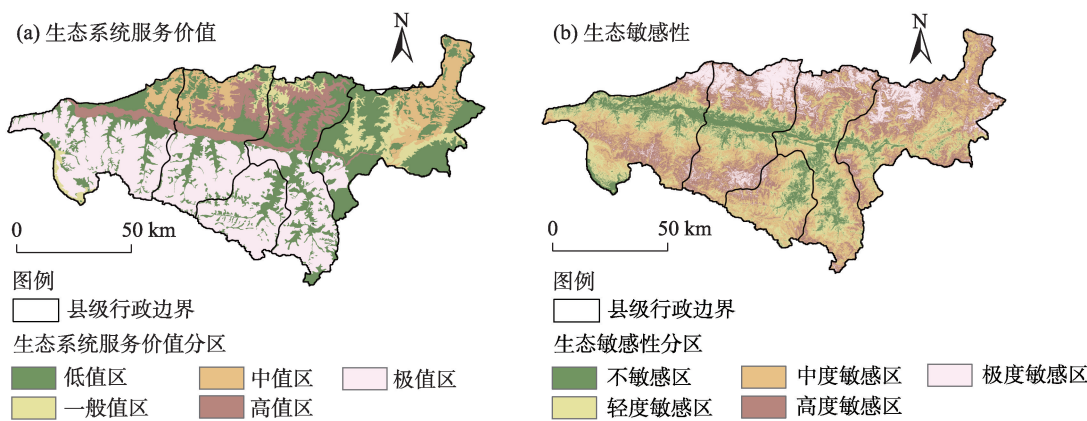 (a) 生态系统服务价值
N
0 50 km
图例
县级行政边界
生态系统服务价值分区
低值区 中值区 极值区
一般值区 高值区
(b) 生态敏感性
N
0 50 km
图例
县级行政边界
生态敏感性分区
不敏感区 中度敏感区 极度敏感区
轻度敏感区 高度敏感区